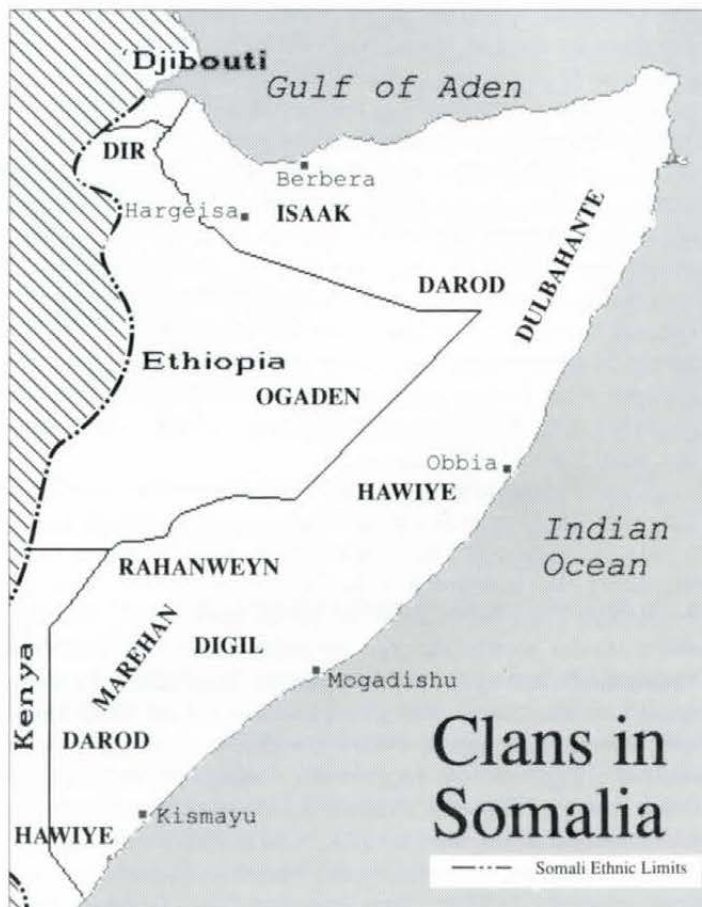 'Djibouti
Gulf of Aden
DIR
Berbera
Hargeisa
ISAAK
DAROD
DULBAHANTE
Ethiopia
OGADEN
Obbia
HAWIYE
Indian
Ocean
RAHANWEYN
MAREHAN
DIGIL
Mogadishu
Kenya
DAROD
Kismayu
HAWIYE
Clans in
Somalia
Somali Ethnic Limits